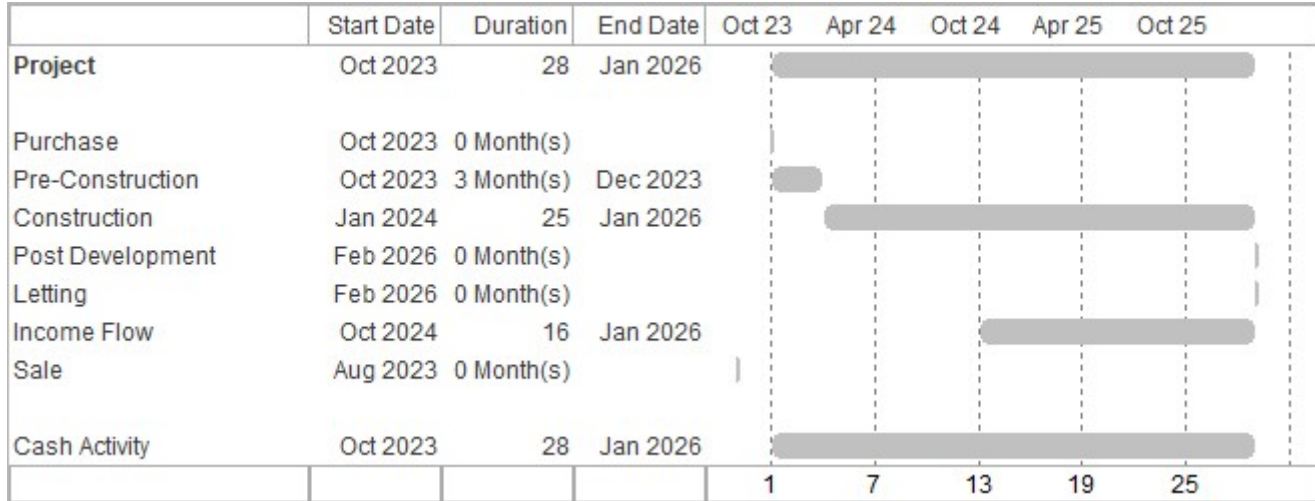 Start Date Duration End Date Oct 23 Apr 24 Oct 24 Apr 25 Oct 25
Project Oct 2023 28 Jan 2026
Purchase Oct 2023 0 Month(s)
Pre-Construction Oct 2023 3 Month(s) Dec 2023
Construction Jan 2024 25 Jan 2026
Post Development Feb 2026 0 Month(s)
Letting Feb 2026 0 Month(s)
Income Flow Oct 2024 16 Jan 2026
Sale Aug 2023 0 Month(s)
Cash Activity Oct 2023 28 Jan 2026
1 7 13 19 25